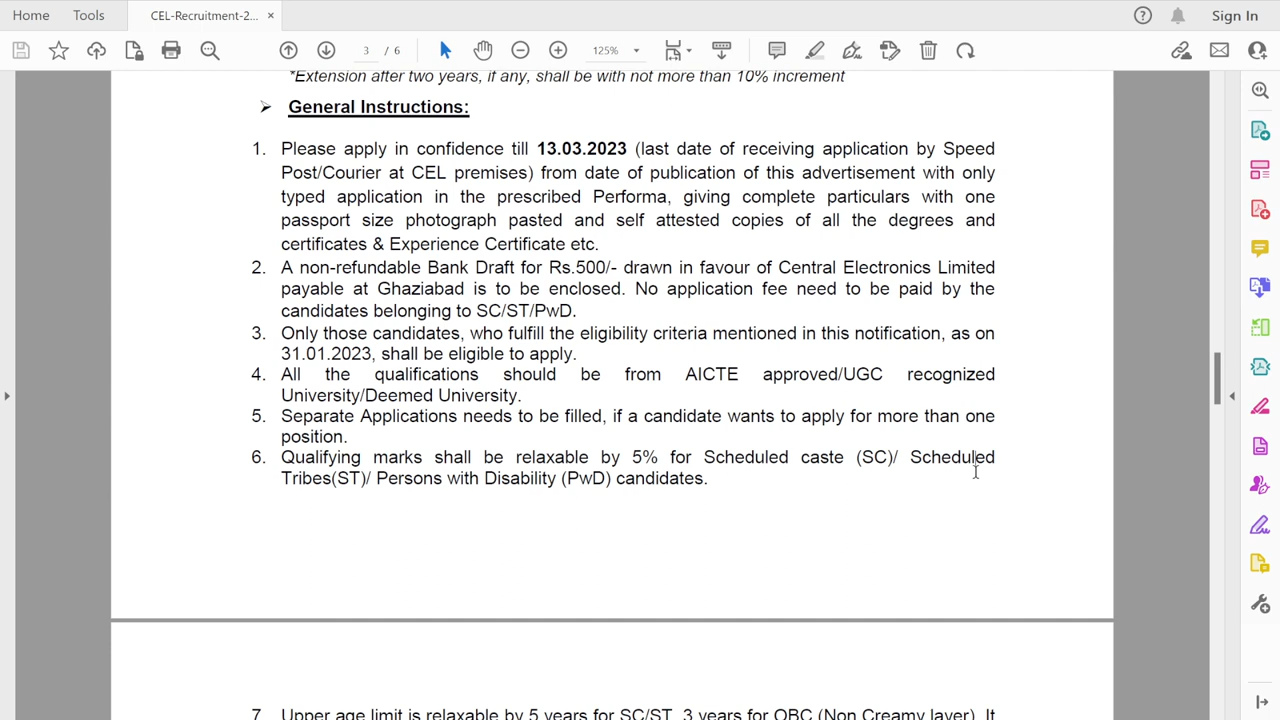 Home
Tools
CEL-Recruitment-2...
×
Sign In
3 / 6
125%
*Extension after two years, if any, shall be with not more than 10% increment
➢ General Instructions:
1. Please apply in confidence till 13.03.2023 (last date of receiving application by Speed
Post/Courier at CEL premises) from date of publication of this advertisement with only
typed application in the prescribed Performa, giving complete particulars with one
passport size photograph pasted and self attested copies of all the degrees and
certificates & Experience Certificate etc.
2. A non-refundable Bank Draft for Rs.500/- drawn in favour of Central Electronics Limited
payable at Ghaziabad is to be enclosed. No application fee need to be paid by the
candidates belonging to SC/ST/PwD.
3. Only those candidates, who fulfill the eligibility criteria mentioned in this notification, as on
31.01.2023, shall be eligible to apply.
4. All the qualifications should be from AICTE approved/UGC recognized
University/Deemed University.
5. Separate Applications needs to be filled, if a candidate wants to apply for more than one
position.
6. Qualifying marks shall be relaxable by 5% for Scheduled caste (SC)/ Scheduled
Tribes(ST)/ Persons with Disability (PwD) candidates.
7. Upper age limit is relaxable by 5 years for SC/ST, 3 years for OBC (Non Creamy layer). It